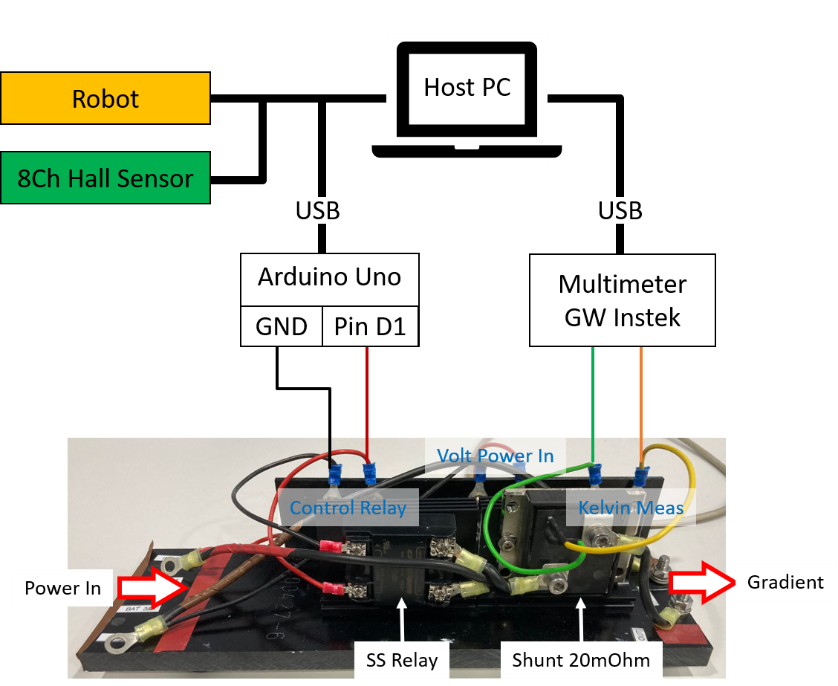 Robot
Host PC
8Ch Hall Sensor
USB
USB
Arduino Uno
GND
Pin D1
Multimeter
GW Instek
Volt Power In
Control Relay
Kelvin Meas
Power In
Gradient
SS Relay
Shunt 20mOhm